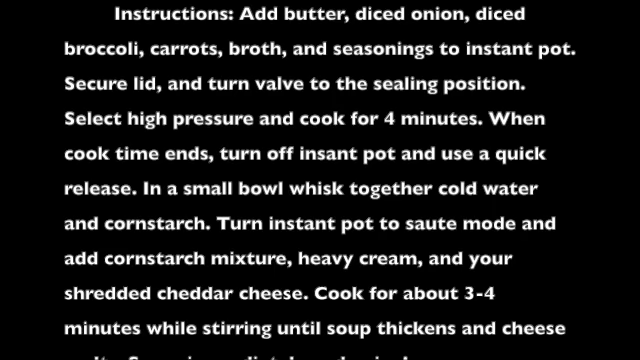 Instructions: Add butter, diced onion, diced
broccoli, carrots, broth, and seasonings to instant pot.
Secure lid, and turn valve to the sealing position.
Select high pressure and cook for 4 minutes. When
cook time ends, turn off insant pot and use a quick
release. In a small bowl whisk together cold water
and cornstarch. Turn instant pot to saute mode and
add cornstarch mixture, heavy cream, and your
shredded cheddar cheese. Cook for about 3-4
minutes while stirring until soup thickens and cheese